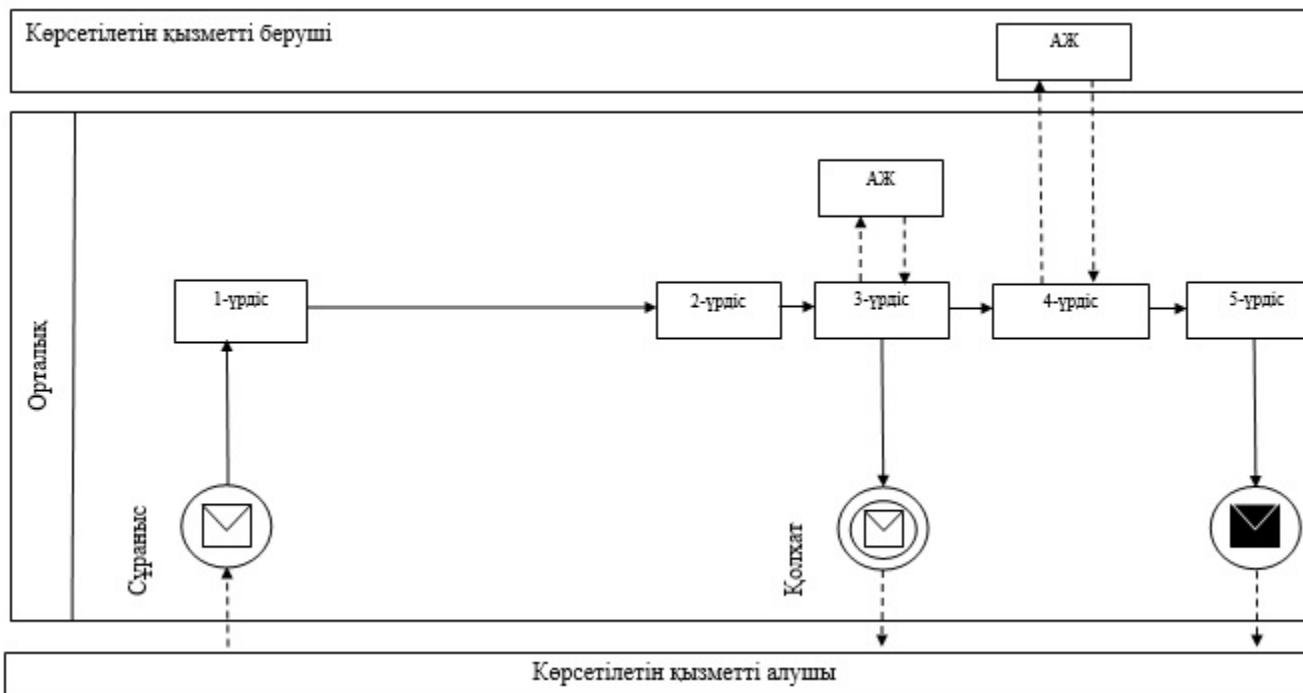 Көрсетілетін қызметті беруші
АЖ
АЖ
1-үрдіс
2-үрдіс
3-үрдіс
4-үрдіс
5-үрдіс
Орталық
Сұраныс
Қолхат
Көрсетілетін қызметті алушы